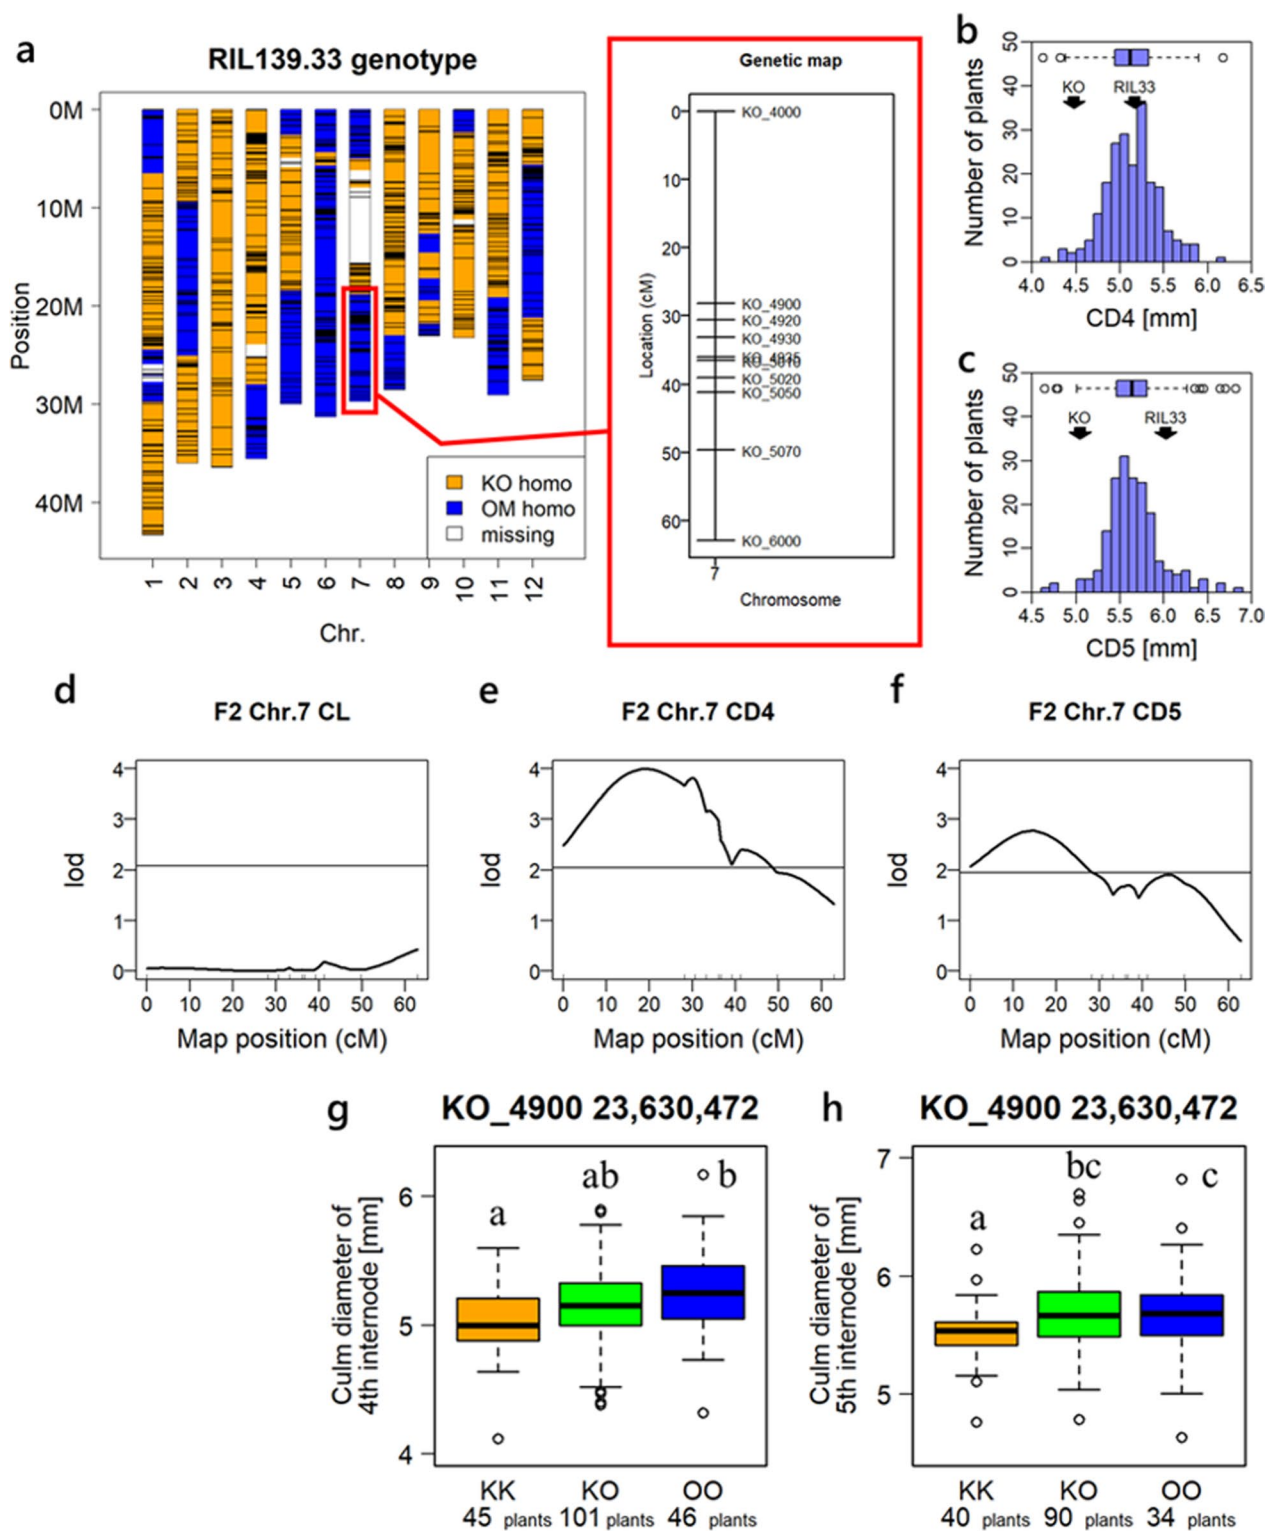 a
RIL139.33 genotype
0M
10M
20M
30M
40M
Position
KO homo
OM homo
missing
1 2 3 4 5 6 7 8 9 10 11 12
Chr.
Genetic map
0
10
20
30
40
50
60
Location (cM)
KO_4000
KO_4900
KO_4920
KO_4930
KO_5010
KO_5020
KO_5050
KO_5070
KO_6000
7
Chromosome
b
50
40
30
20
10
0
Number of plants
KO RIL33
4.0 4.5 5.0 5.5 6.0 6.5
CD4 [mm]
c
50
40
30
20
10
0
Number of plants
KO RIL33
4.5 5.0 5.5 6.0 6.5 7.0
CD5 [mm]
d
F2 Chr.7 CL
4
3
2
1
0
lod
0 10 20 30 40 50 60
Map position (cM)
e
F2 Chr.7 CD4
4
3
2
1
0
lod
0 10 20 30 40 50 60
Map position (cM)
f
F2 Chr.7 CD5
4
3
2
1
0
lod
0 10 20 30 40 50 60
Map position (cM)
g
KO_4900 23,630,472
Culm diameter of
4th internode [mm]
6
5
4
a ab b
KK KO OO
45 plants 101 plants 46 plants
h
KO_4900 23,630,472
Culm diameter of
5th internode [mm]
7
6
5
a bc c
KK KO OO
40 plants 90 plants 34 plants